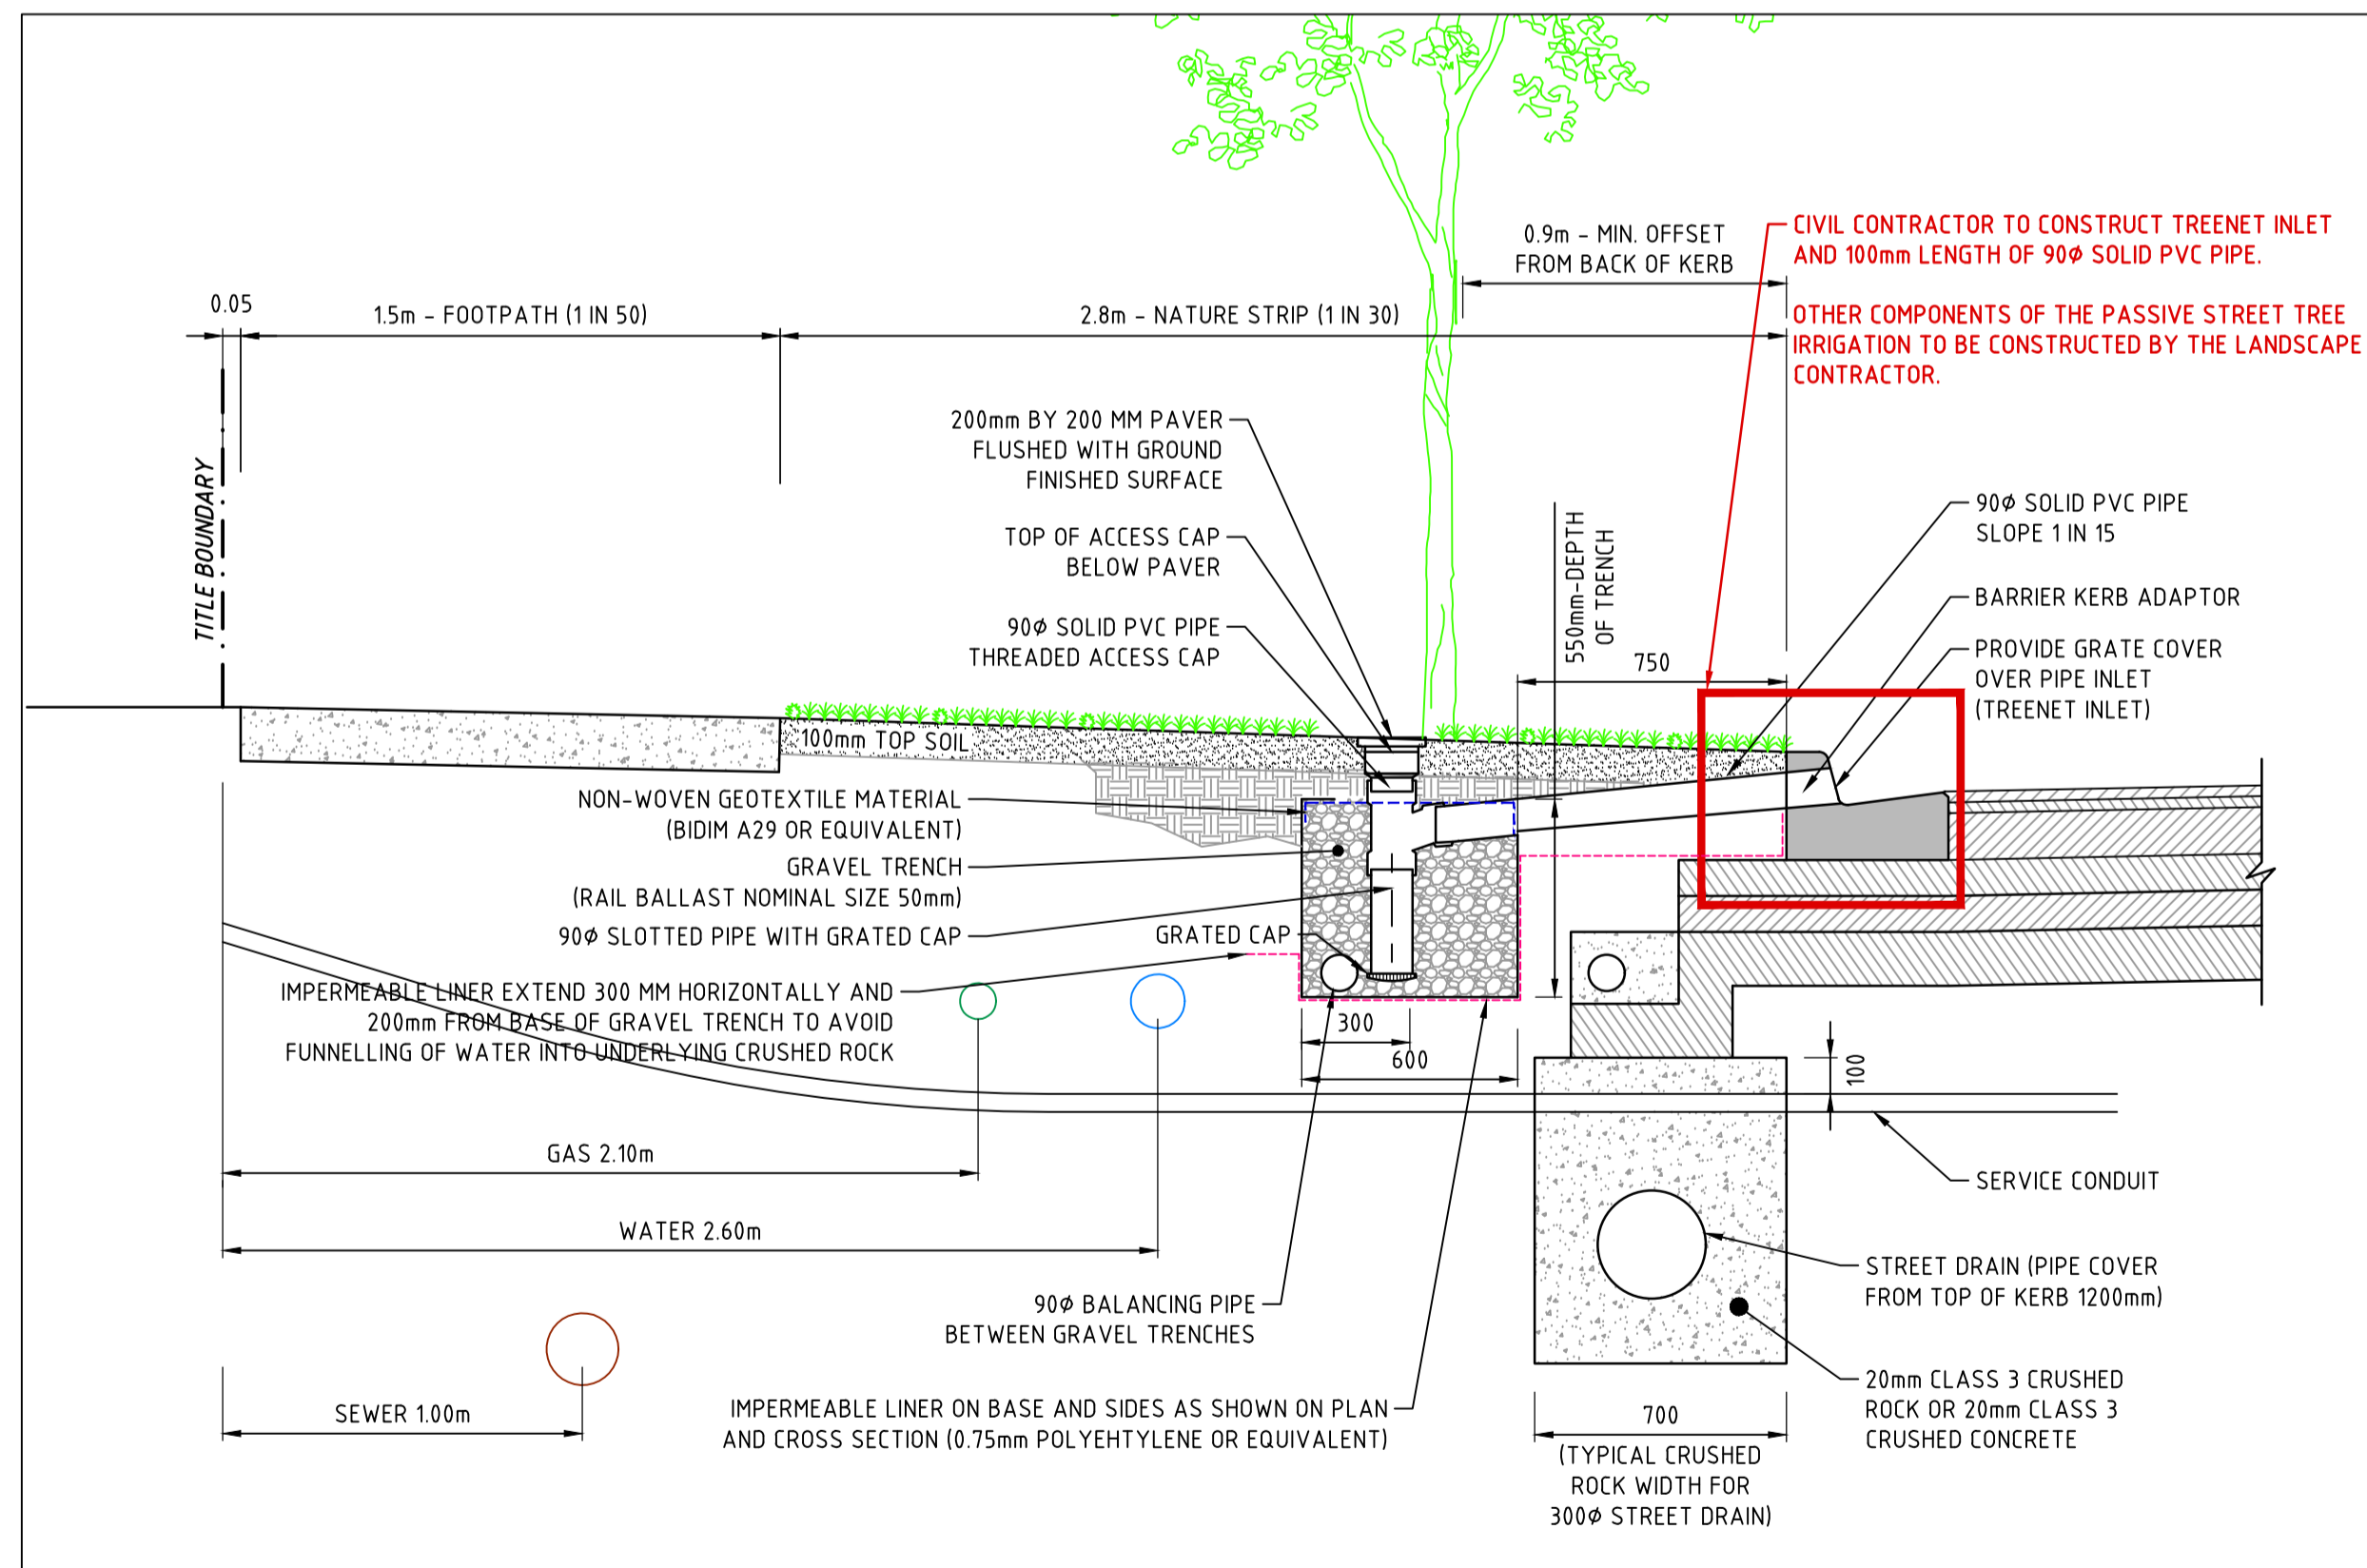 0.9m - MIN. OFFSET
FROM BACK OF KERB
CIVIL CONTRACTOR TO CONSTRUCT TREENET INLET
AND 100mm LENGTH OF 90ø SOLID PVC PIPE.
OTHER COMPONENTS OF THE PASSIVE STREET TREE
IRRIGATION TO BE CONSTRUCTED BY THE LANDSCAPE
CONTRACTOR.
0.05
1.5m - FOOTPATH (1 IN 50)
2.8m - NATURE STRIP (1 IN 30)
TITLE BOUNDARY
200mm BY 200 MM PAVER
FLUSHED WITH GROUND
FINISHED SURFACE
TOP OF ACCESS CAP
BELOW PAVER
90ø SOLID PVC PIPE
THREADED ACCESS CAP
550mm-DEPTH
OF TRENCH
750
90ø SOLID PVC PIPE
SLOPE 1 IN 15
BARRIER KERB ADAPTOR
PROVIDE GRATE COVER
OVER PIPE INLET
(TREENET INLET)
100mm TOP SOIL
NON-WOVEN GEOTEXTILE MATERIAL
(BIDIM A29 OR EQUIVALENT)
GRAVEL TRENCH
(RAIL BALLAST NOMINAL SIZE 50mm)
90ø SLOTTED PIPE WITH GRATED CAP
GRATED CAP
IMPERMEABLE LINER EXTEND 300 MM HORIZONTALLY AND
200mm FROM BASE OF GRAVEL TRENCH TO AVOID
FUNNELLING OF WATER INTO UNDERLYING CRUSHED ROCK
300
600
100
GAS 2.10m
WATER 2.60m
SEWER 1.00m
SERVICE CONDUIT
STREET DRAIN (PIPE COVER
FROM TOP OF KERB 1200mm)
90ø BALANCING PIPE
BETWEEN GRAVEL TRENCHES
IMPERMEABLE LINER ON BASE AND SIDES AS SHOWN ON PLAN
AND CROSS SECTION (0.75mm POLYEHTYLENE OR EQUIVALENT)
20mm CLASS 3 CRUSHED
ROCK OR 20mm CLASS 3
CRUSHED CONCRETE
700
(TYPICAL CRUSHED
ROCK WIDTH FOR
300ø STREET DRAIN)